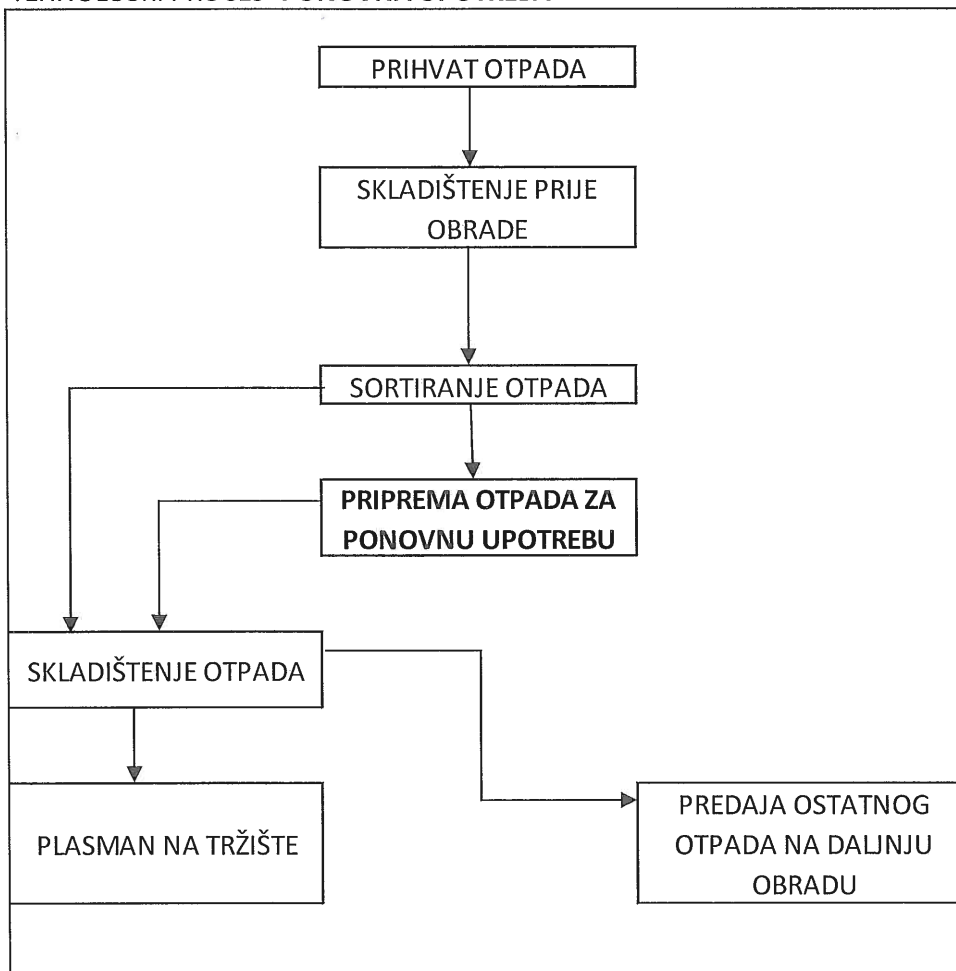 PRIHVAT OTPADA
SKLADIŠTENJE PRIJE
OBRADE
SORTIRANJE OTPADA
PRIPREMA OTPADA ZA
PONOVNU UPOTREBU
SKLADIŠTENJE OTPADA
PLASMAN NA TRŽIŠTE
PREDAJA OSTATNOG
OTPADA NA DALJNJU
OBRADU